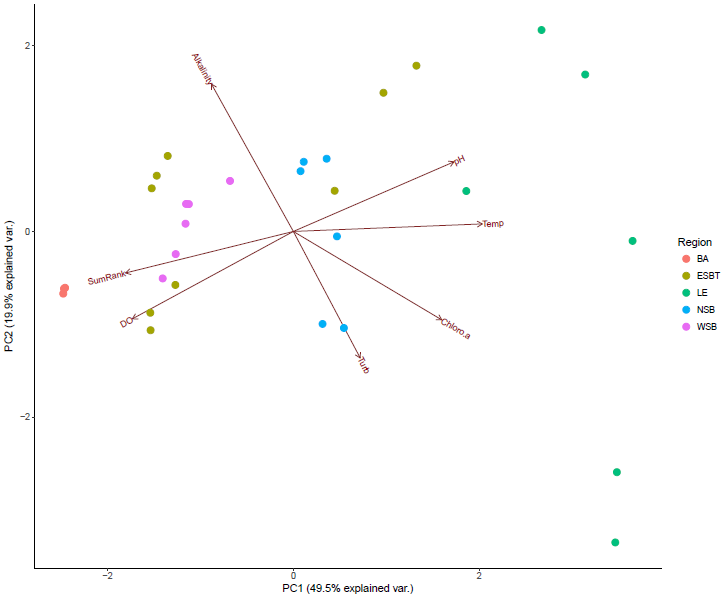 2
Alkalinity
pH
Temp
0
SumRank
DO
Chloro.a
Turb
−2
−2
0
2
PC1 (49.5% explained var.)
PC2 (19.9% explained var.)
Region
BA
ESBT
LE
NSB
WSB